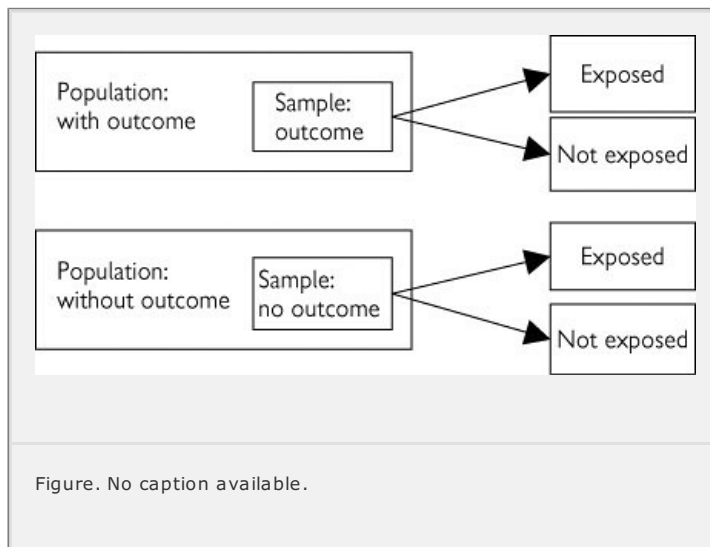 Population:
with outcome
Sample:
outcome
Exposed
Not exposed
Population:
without outcome
Sample:
no outcome
Exposed
Not exposed
Figure. No caption available.